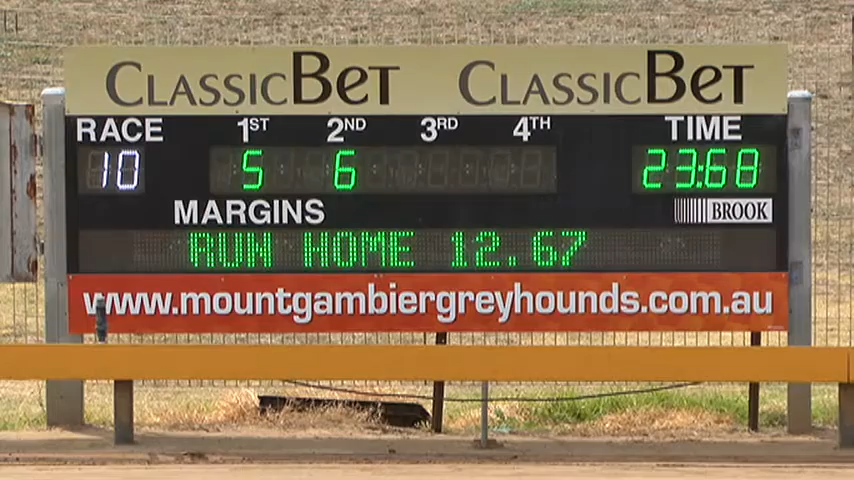 CLASSICBET CLASSICBET
RACE 1ST 2ND 3RD 4TH TIME
10 5 6 23:68
MARGINS BROOK
RUN HOME 12.67
www.mountgambiergreyhounds.com.au